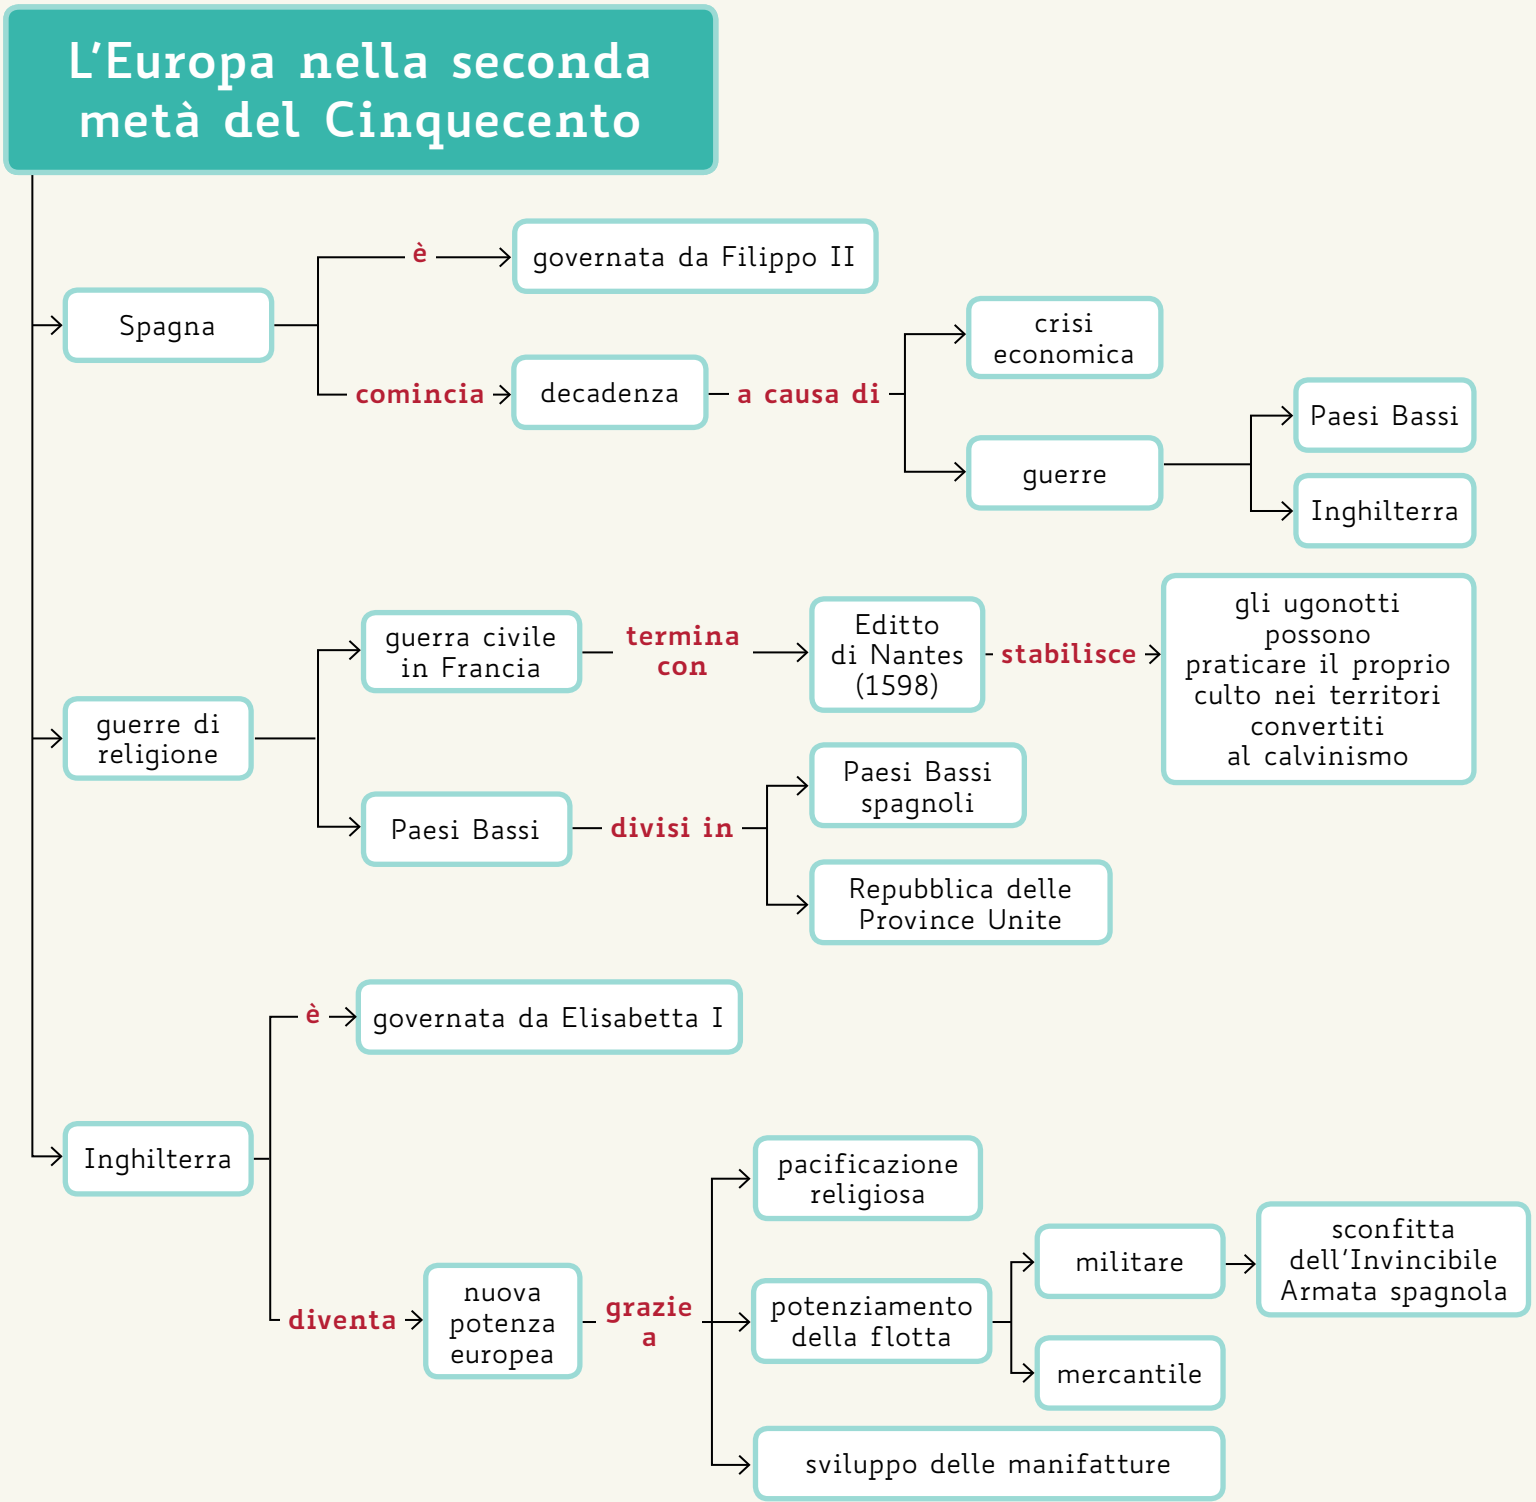 L'Europa nella seconda
metà del Cinquecento
Spagna
è
governata da Filippo II
comincia
decadenza
a causa di
crisi
economica
guerre
Paesi Bassi
Inghilterra
guerre di
religione
guerra civile
in Francia
termina
con
Editto
di Nantes
(1598)
stabilisce
gli ugonotti
possono
praticare il proprio
culto nei territori
convertiti
al calvinismo
Paesi Bassi
divisi in
Paesi Bassi
spagnoli
Repubblica delle
Province Unite
Inghilterra
è
governata da Elisabetta I
diventa
nuova
potenza
europea
grazie
a
pacificazione
religiosa
potenziamento
della flotta
militare
sconfitta
dell'Invincibile
Armata spagnola
mercantile
sviluppo delle manifatture